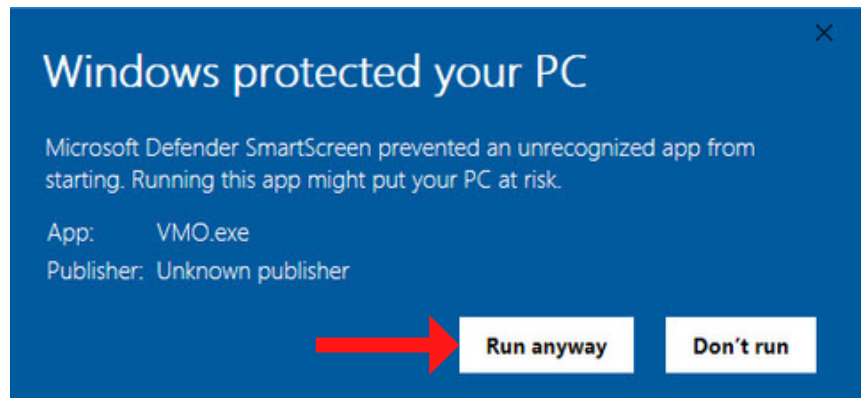 Windows protected your PC
Microsoft Defender SmartScreen prevented an unrecognized app from
starting. Running this app might put your PC at risk.
App: VMO.exe
Publisher: Unknown publisher
Run anyway Don't run